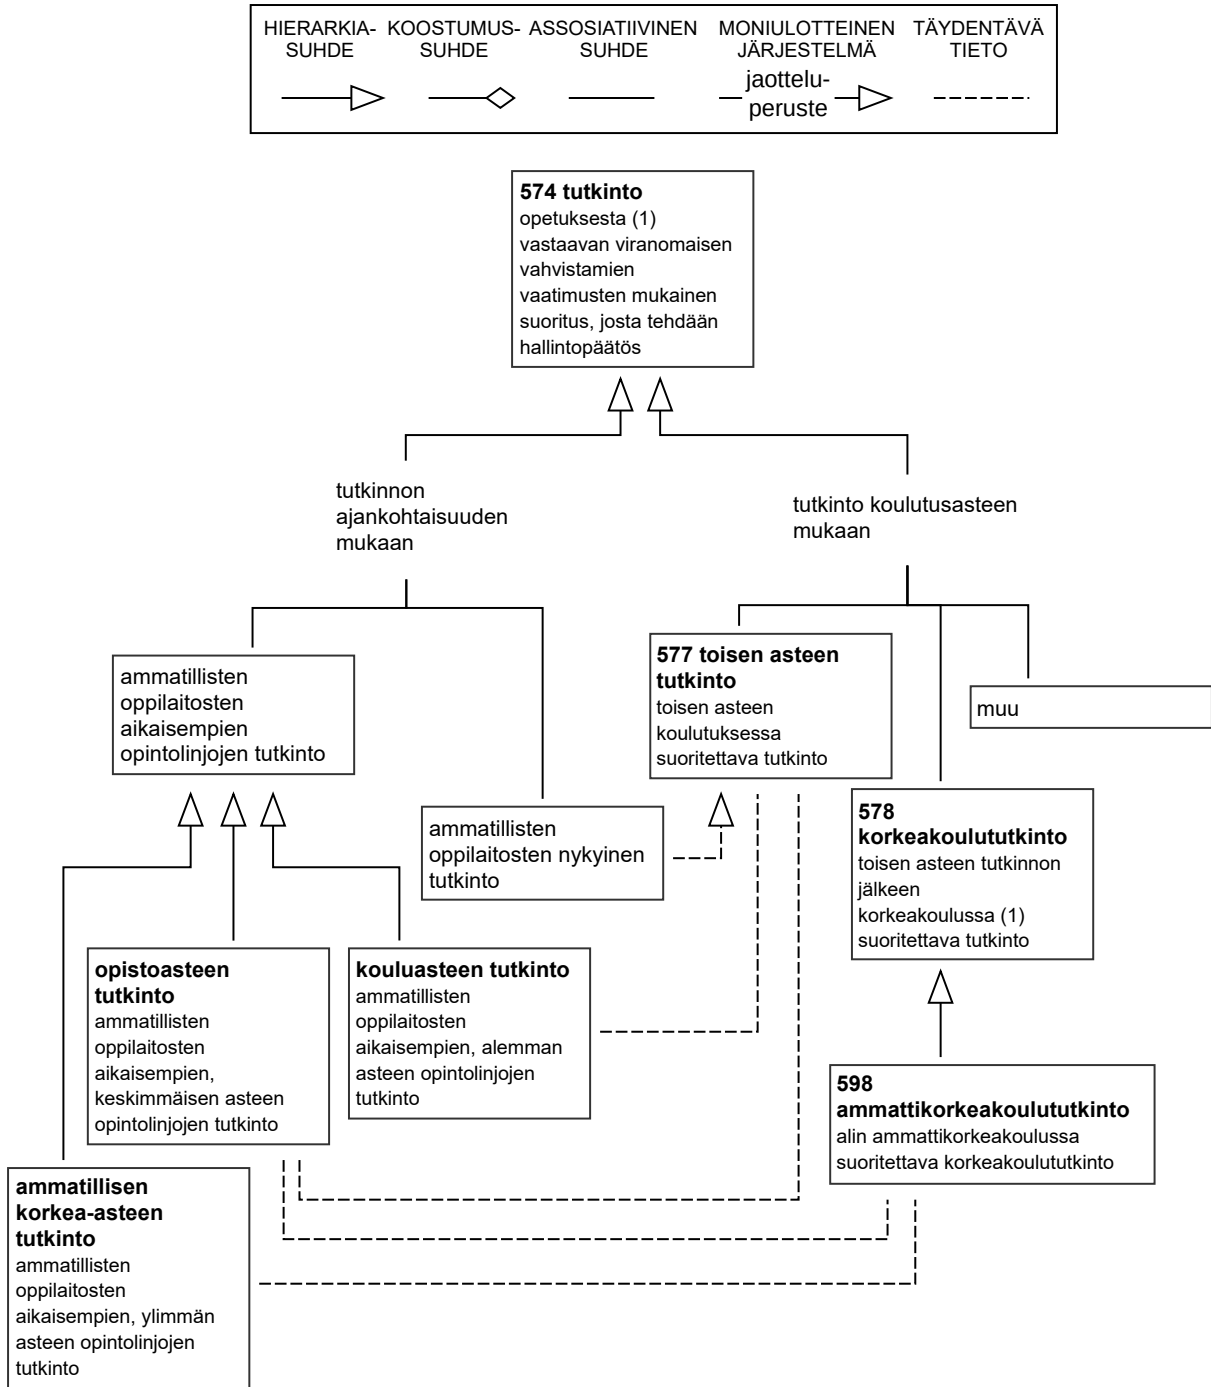 HIERARKIA-
SUHDE
KOOSTUMUS-
SUHDE
ASSOSIATIIVINEN
SUHDE
MONIULOTTEINEN
JÄRJESTELMÄ
jaottelu-
peruste
TÄYDENTÄVÄ
TIETO
574 tutkinto
opetuksesta (1)
vastaavan viranomaisen
vahvistamien
vaatimusten mukainen
suoritus, josta tehdään
hallintopäätös
tutkinnon
ajankohtaisuuden
mukaan
tutkinto koulutusasteen
mukaan
ammatillisten
oppilaitosten
aikaisempien
opintolinjojen tutkinto
577 toisen asteen
tutkinto
toisen asteen
koulutuksessa
suoritettava tutkinto
muu
ammatillisten
oppilaitosten nykyinen
tutkinto
578
korkeakoulututkinto
toisen asteen tutkinnon
jälkeen
korkeakoulussa (1)
suoritettava tutkinto
opistoasteen
tutkinto
ammatillisten
oppilaitosten
aikaisempien,
keskimmäisen asteen
opintolinjojen tutkinto
kouluasteen tutkinto
ammatillisten
oppilaitosten
aikaisempien, alemman
asteen opintolinjojen
tutkinto
598
ammattikorkeakoulututkinto
alin ammattikorkeakoulussa
suoritettava korkeakoulututkinto
ammatillisen
korkea-asteen
tutkinto
ammatillisten
oppilaitosten
aikaisempien, ylimmän
asteen opintolinjojen
tutkinto